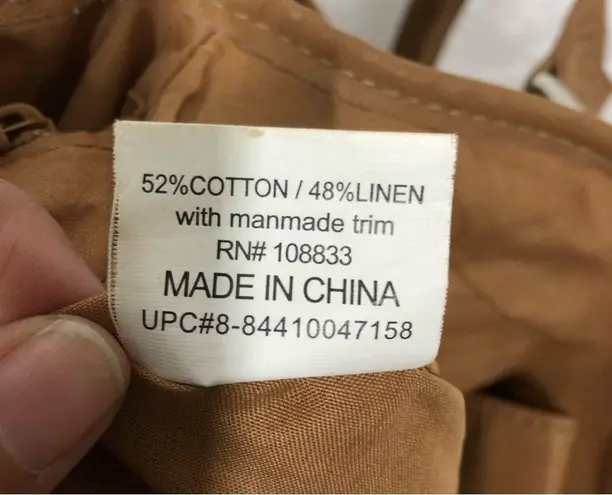 52%COTTON / 48%LINEN
with manmade trim
RN# 108833
MADE IN CHINA
UPC#8-84410047158